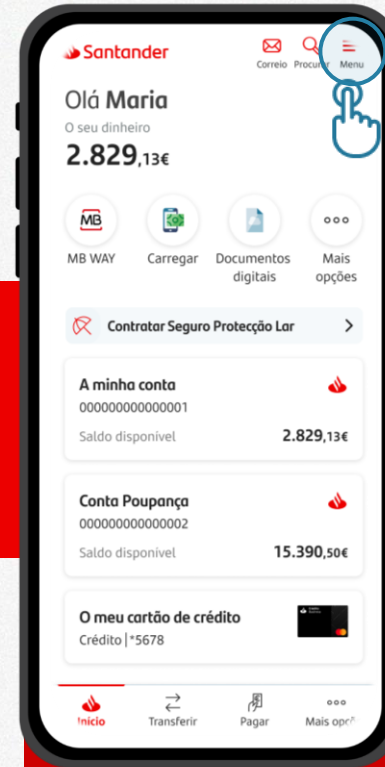 Santander
Correio Procurar Menu
Olá Maria
O seu dinheiro
2.829,13€
MB
MB WAY Carregar Documentos digitais Mais opções
Contratar Seguro Protecção Lar
A minha conta
000000000000001
Saldo disponível 2.829,13€
Conta Poupança
000000000000002
Saldo disponível 15.390,50€
O meu cartão de crédito
Crédito | *5678
Início Transferir Pagar Mais